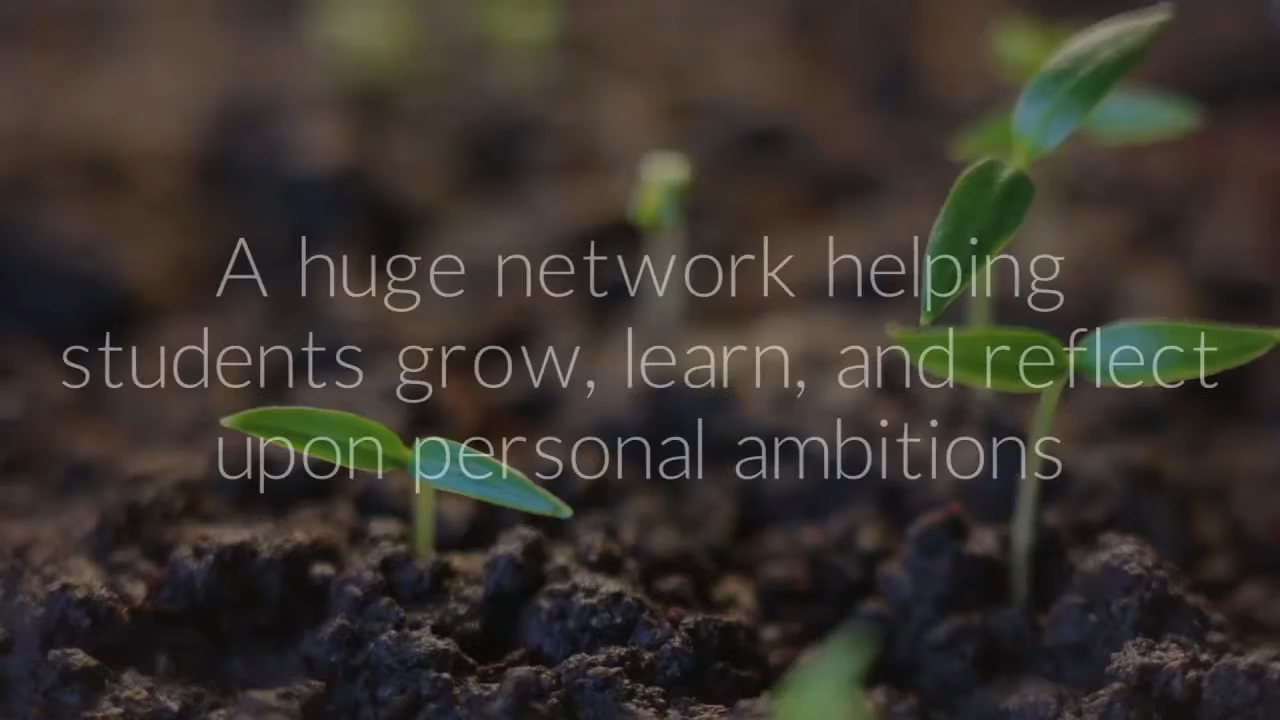 A huge network helping
students grow, learn, and reflect
upon personal ambitions